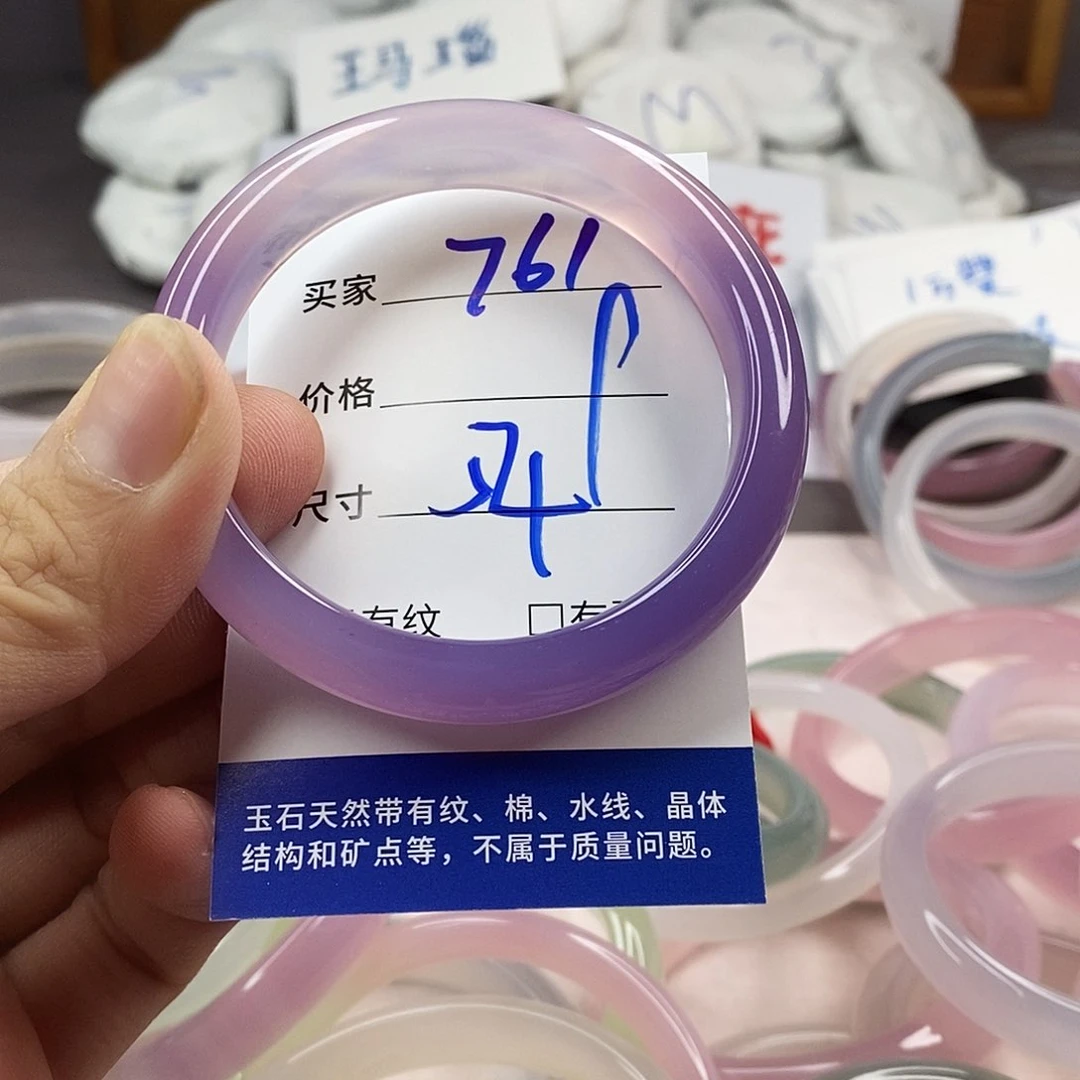 玛瑙
M
买家 761
价格
尺寸 54
有纹 □有
玉石天然带有纹、棉、水线、晶体
结构和矿点等，不属于质量问题。